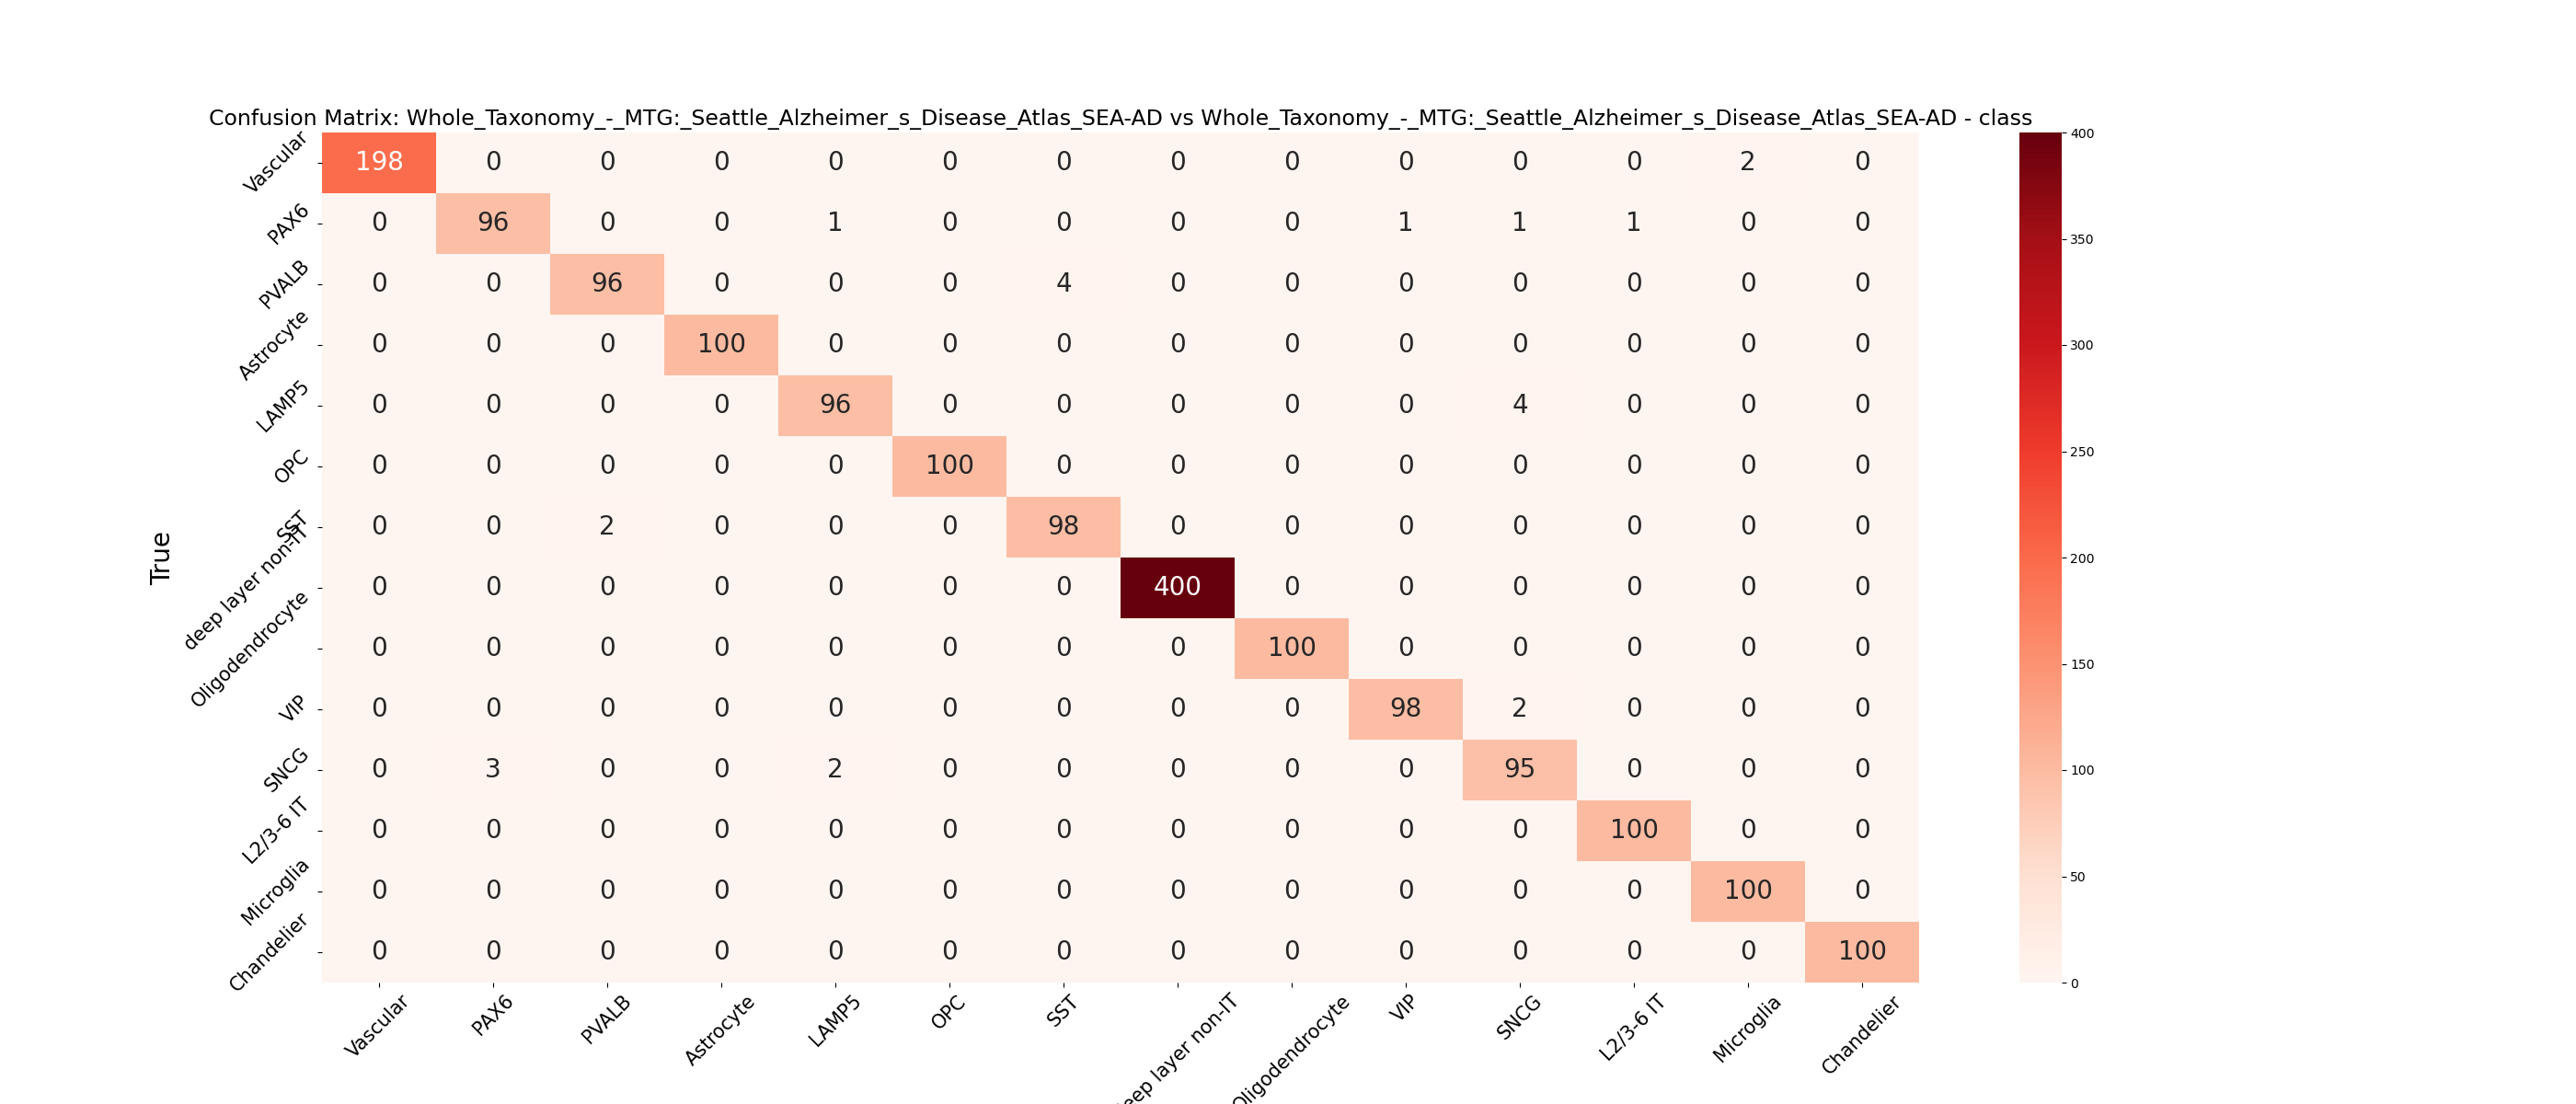 Confusion Matrix: Whole_Taxonomy_-_MTG:_Seattle_Alzheimer_s_Disease_Atlas_SEA-AD vs Whole_Taxonomy_-_MTG:_Seattle_Alzheimer_s_Disease_Atlas_SEA-AD - class
True
Vascular 198 0 0 0 0 0 0 0 0 0 0 0 2 0
PAX6 0 96 0 0 1 0 0 0 0 1 1 1 0 0
PVALB 0 0 96 0 0 0 4 0 0 0 0 0 0 0
Astrocyte 0 0 0 100 0 0 0 0 0 0 0 0 0 0
LAMP5 0 0 0 0 96 0 0 0 0 0 4 0 0 0
OPC 0 0 0 0 0 100 0 0 0 0 0 0 0 0
SST 0 0 2 0 0 0 98 0 0 0 0 0 0 0
deep layer non-IT 0 0 0 0 0 0 0 400 0 0 0 0 0 0
Oligodendrocyte 0 0 0 0 0 0 0 0 100 0 0 0 0 0
VIP 0 0 0 0 0 0 0 0 0 98 2 0 0 0
SNCG 0 3 0 0 2 0 0 0 0 0 95 0 0 0
L2/3-6 IT 0 0 0 0 0 0 0 0 0 0 0 100 0 0
Microglia 0 0 0 0 0 0 0 0 0 0 0 0 100 0
Chandelier 0 0 0 0 0 0 0 0 0 0 0 0 0 100
Vascular PAX6 PVALB Astrocyte LAMP5 OPC SST layer non-IT Oligodendrocyte VIP SNCG L2/3-6 IT Microglia Chandelier
400
350
300
250
200
150
100
50
0